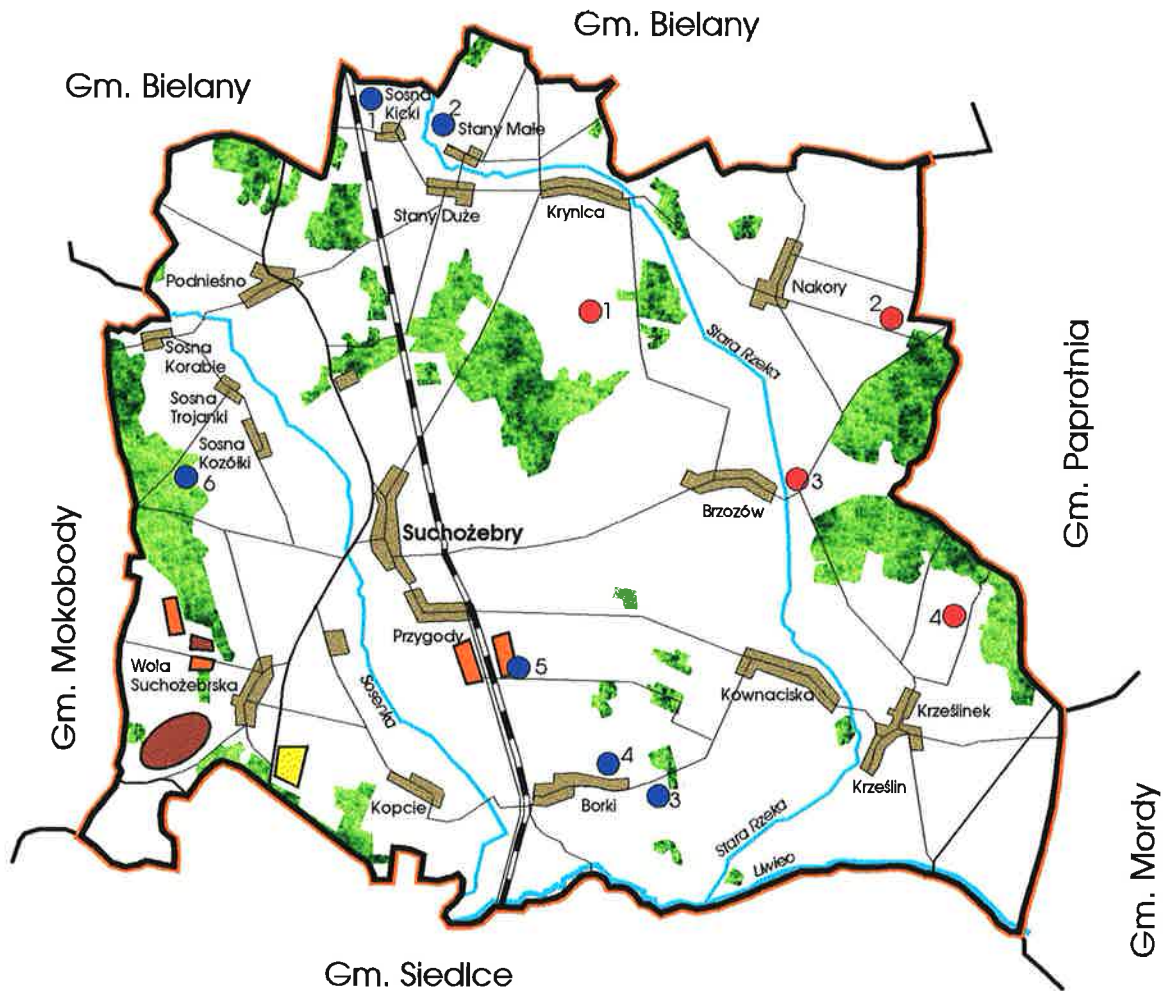 Gm. Bielany
Gm. Bielany
Sosna
Kicki
1
2
Stany Małe
Stany Duże
Krynica
Podnieśno
Nakory
2
1
Stara Rzeka
Sosna
Korabie
Sosna
Trojanki
Sosna
Kozółki
6
Gm. Paprotnia
3
Brzozów
Suchożebry
Gm. Mokobody
4
Przygody
5
Wola
Suchożebrska
Sosenka
Kownaciska
Krześlinek
4
3
Kopcie
Borki
Krześlin
Stara Rzeka
Liwiec
Gm. Mordy
Gm. Siedlce